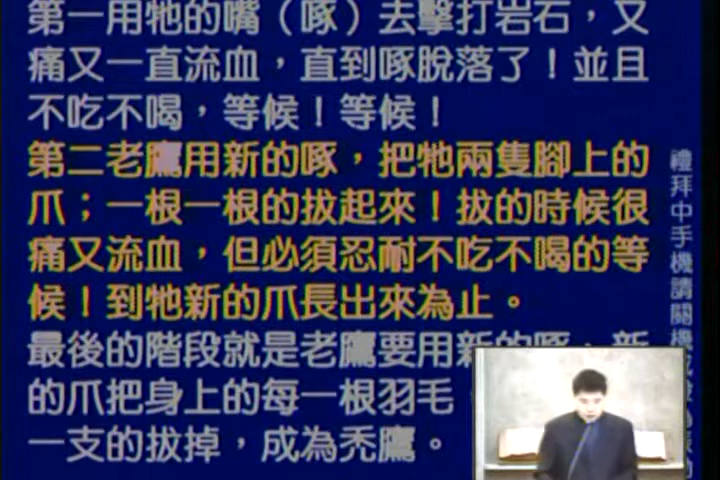 第一用牠的嘴（啄）去擊打岩石，又
痛又一直流血，直到啄脫落了！並且
不吃不喝，等候！等候！
第二老鷹用新的啄，把牠兩隻腳上的
爪；一根一根的拔起來！拔的時候很
痛又流血，但必須忍耐不吃不喝的等
候！到牠新的爪長出來為止。
最後的階段就是老鷹要用新的啄、新
的爪把身上的每一根羽毛
一支的拔掉，成為禿鷹。
禮拜中手機請關機